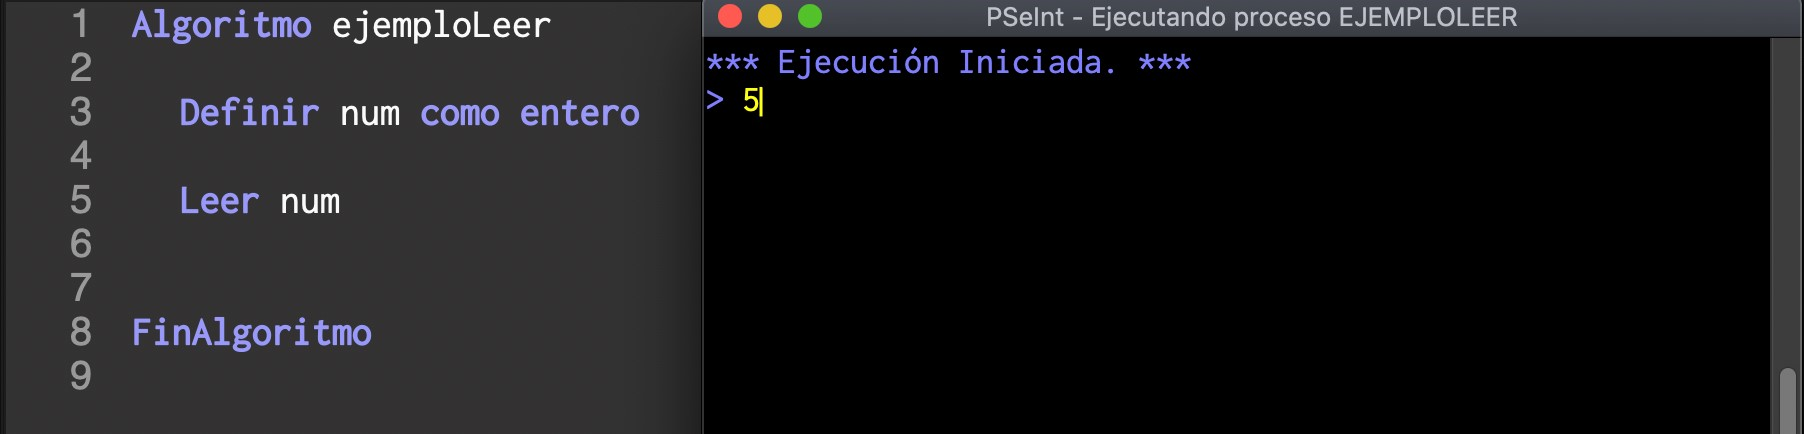 1 Algoritmo ejemploLeer
2
3 Definir num como entero
4
5 Leer num
6
7
8 FinAlgoritmo
9
PSeInt - Ejecutando proceso EJEMPLOLEER
*** Ejecución Iniciada. ***
> 5